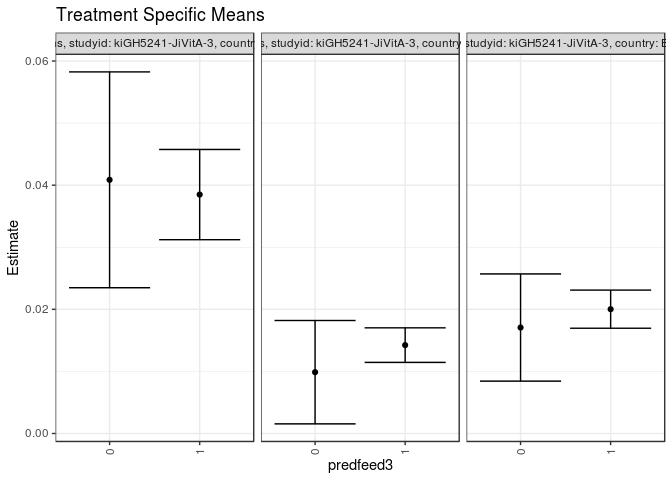 Treatment Specific Means
s, studyid: kiGH5241-JiVitA-3, country
s, studyid: kiGH5241-JiVitA-3, country
studyid: kiGH5241-JiVitA-3, country:
Estimate
0.06
0.04
0.02
0.00
0 1 0 1 0 1
predfeed3